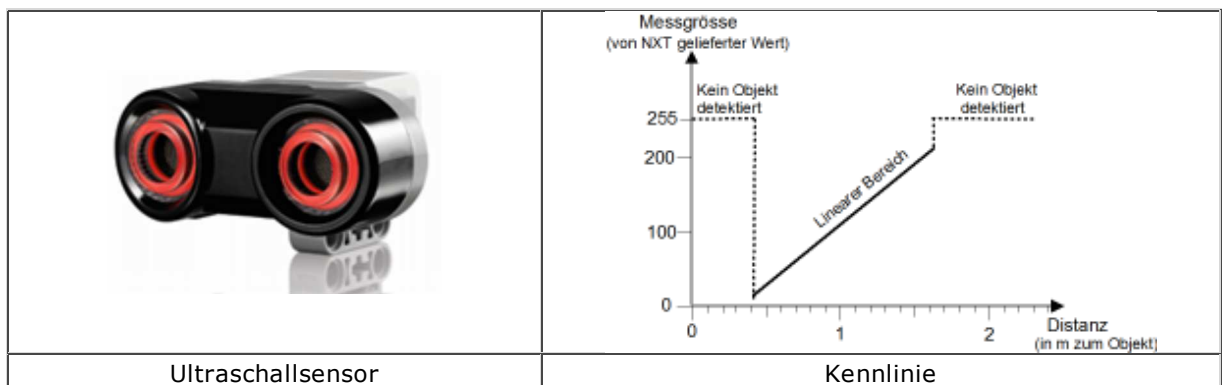 Messgrösse
(von NXT gelieferter Wert)
Kein Objekt
detektiert
Kein Objekt
detektiert
255
200
Linearer Bereich
100
0
0
1
2
Distanz
(in m zum Objekt)
Ultraschallsensor
Kennlinie